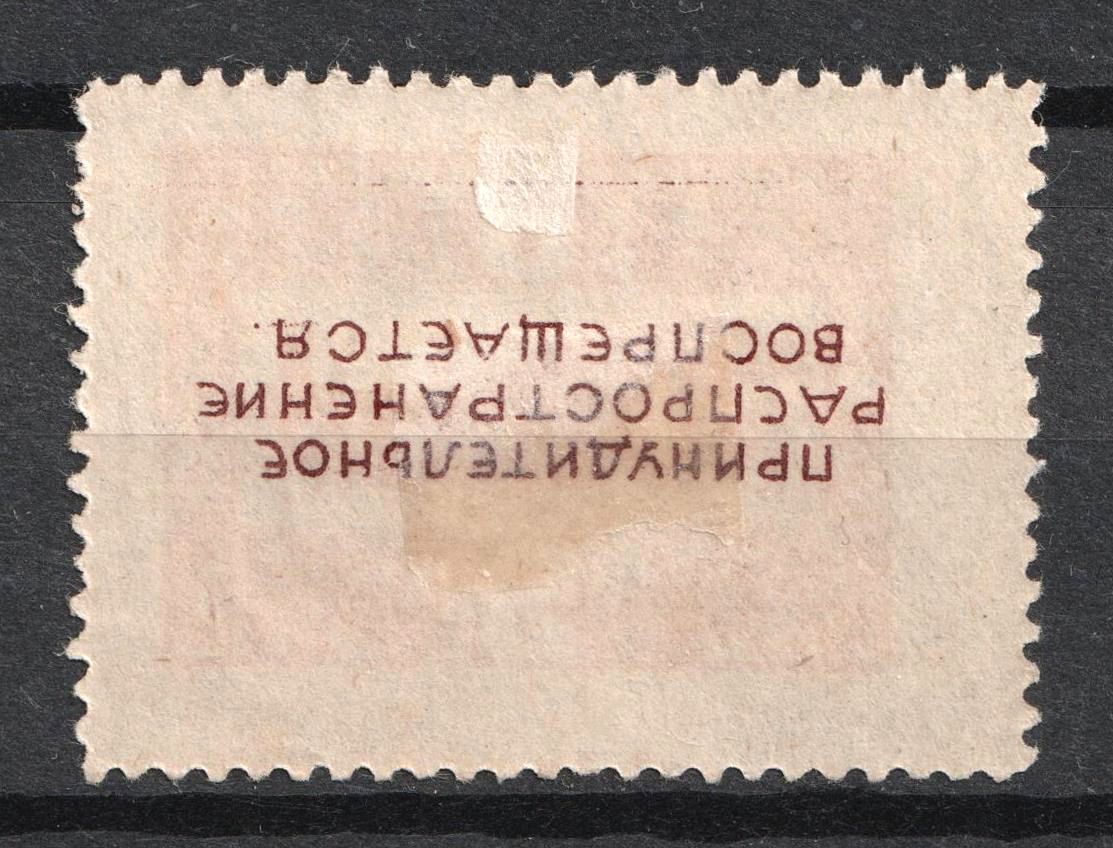 ПРИНУДИТЕЛЬНОЕ
РАСПРОСТРАНЕНИЕ
ВОСПРЕЩАЕТСЯ.